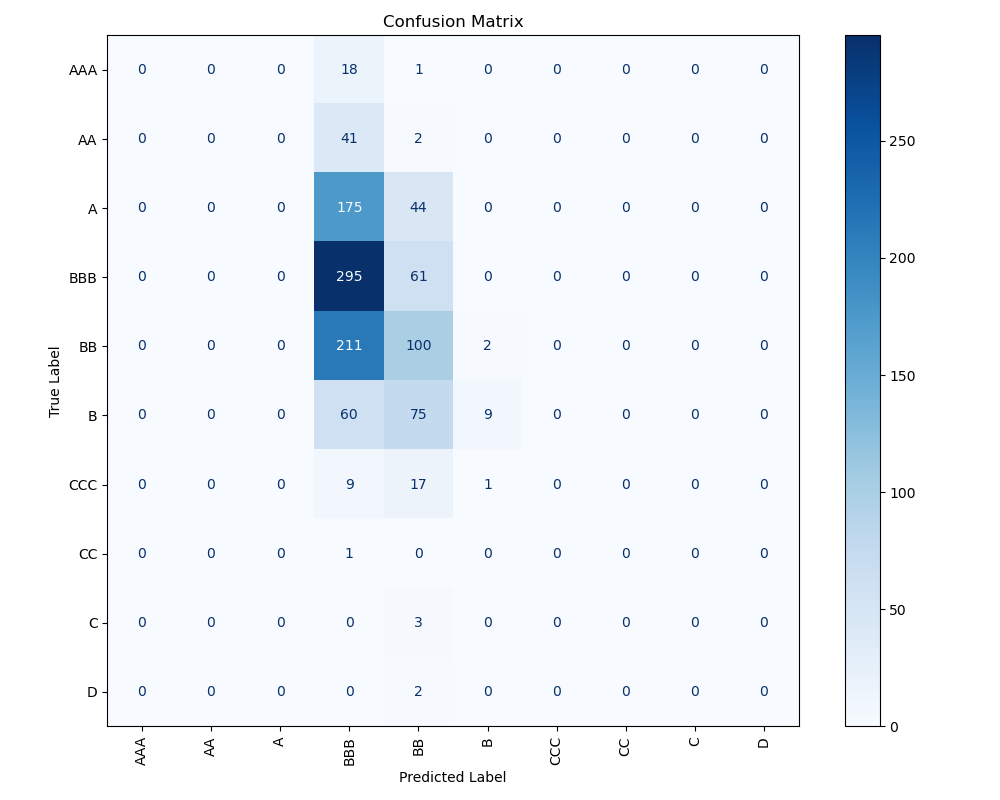 Confusion Matrix
AAA 0 0 0 18 1 0 0 0 0 0
AA 0 0 0 41 2 0 0 0 0 0
A 0 0 0 175 44 0 0 0 0 0
BBB 0 0 0 295 61 0 0 0 0 0
BB 0 0 0 211 100 2 0 0 0 0
B 0 0 0 60 75 9 0 0 0 0
CCC 0 0 0 9 17 1 0 0 0 0
CC 0 0 0 1 0 0 0 0 0 0
C 0 0 0 0 3 0 0 0 0 0
D 0 0 0 0 2 0 0 0 0 0
True Label
AAA AA A BBB BB B CCC CC C D
Predicted Label
250
200
150
100
50
0